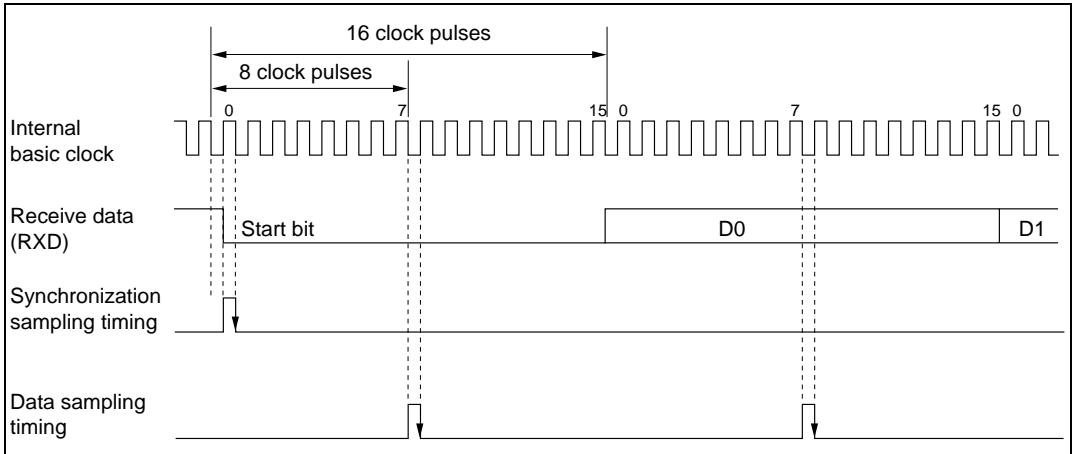 16 clock pulses
8 clock pulses
0 7 15 0 7 15 0
Internal
basic clock
Receive data
(RXD)
Start bit D0 D1
Synchronization
sampling timing
Data sampling
timing